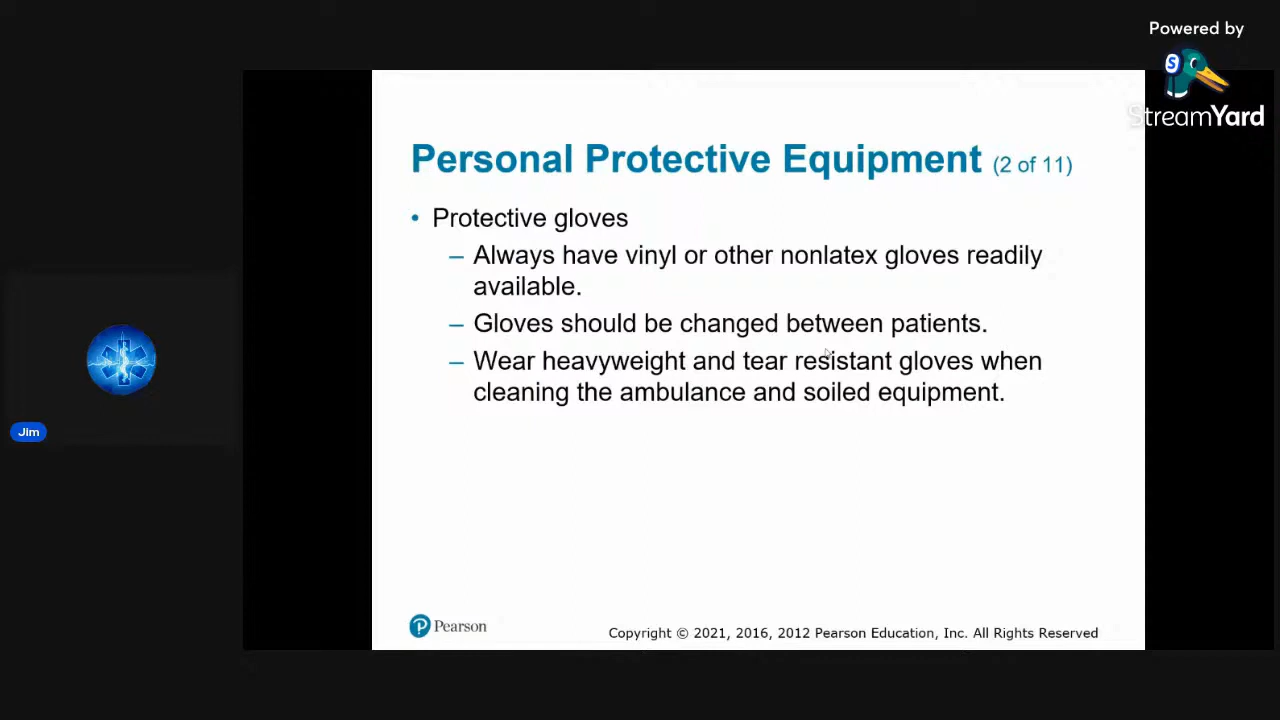 Powered by
StreamYard
Personal Protective Equipment (2 of 11)
• Protective gloves
– Always have vinyl or other nonlatex gloves readily
available.
– Gloves should be changed between patients.
– Wear heavyweight and tear resistant gloves when
cleaning the ambulance and soiled equipment.
Jim
Pearson
Copyright © 2021, 2016, 2012 Pearson Education, Inc. All Rights Reserved